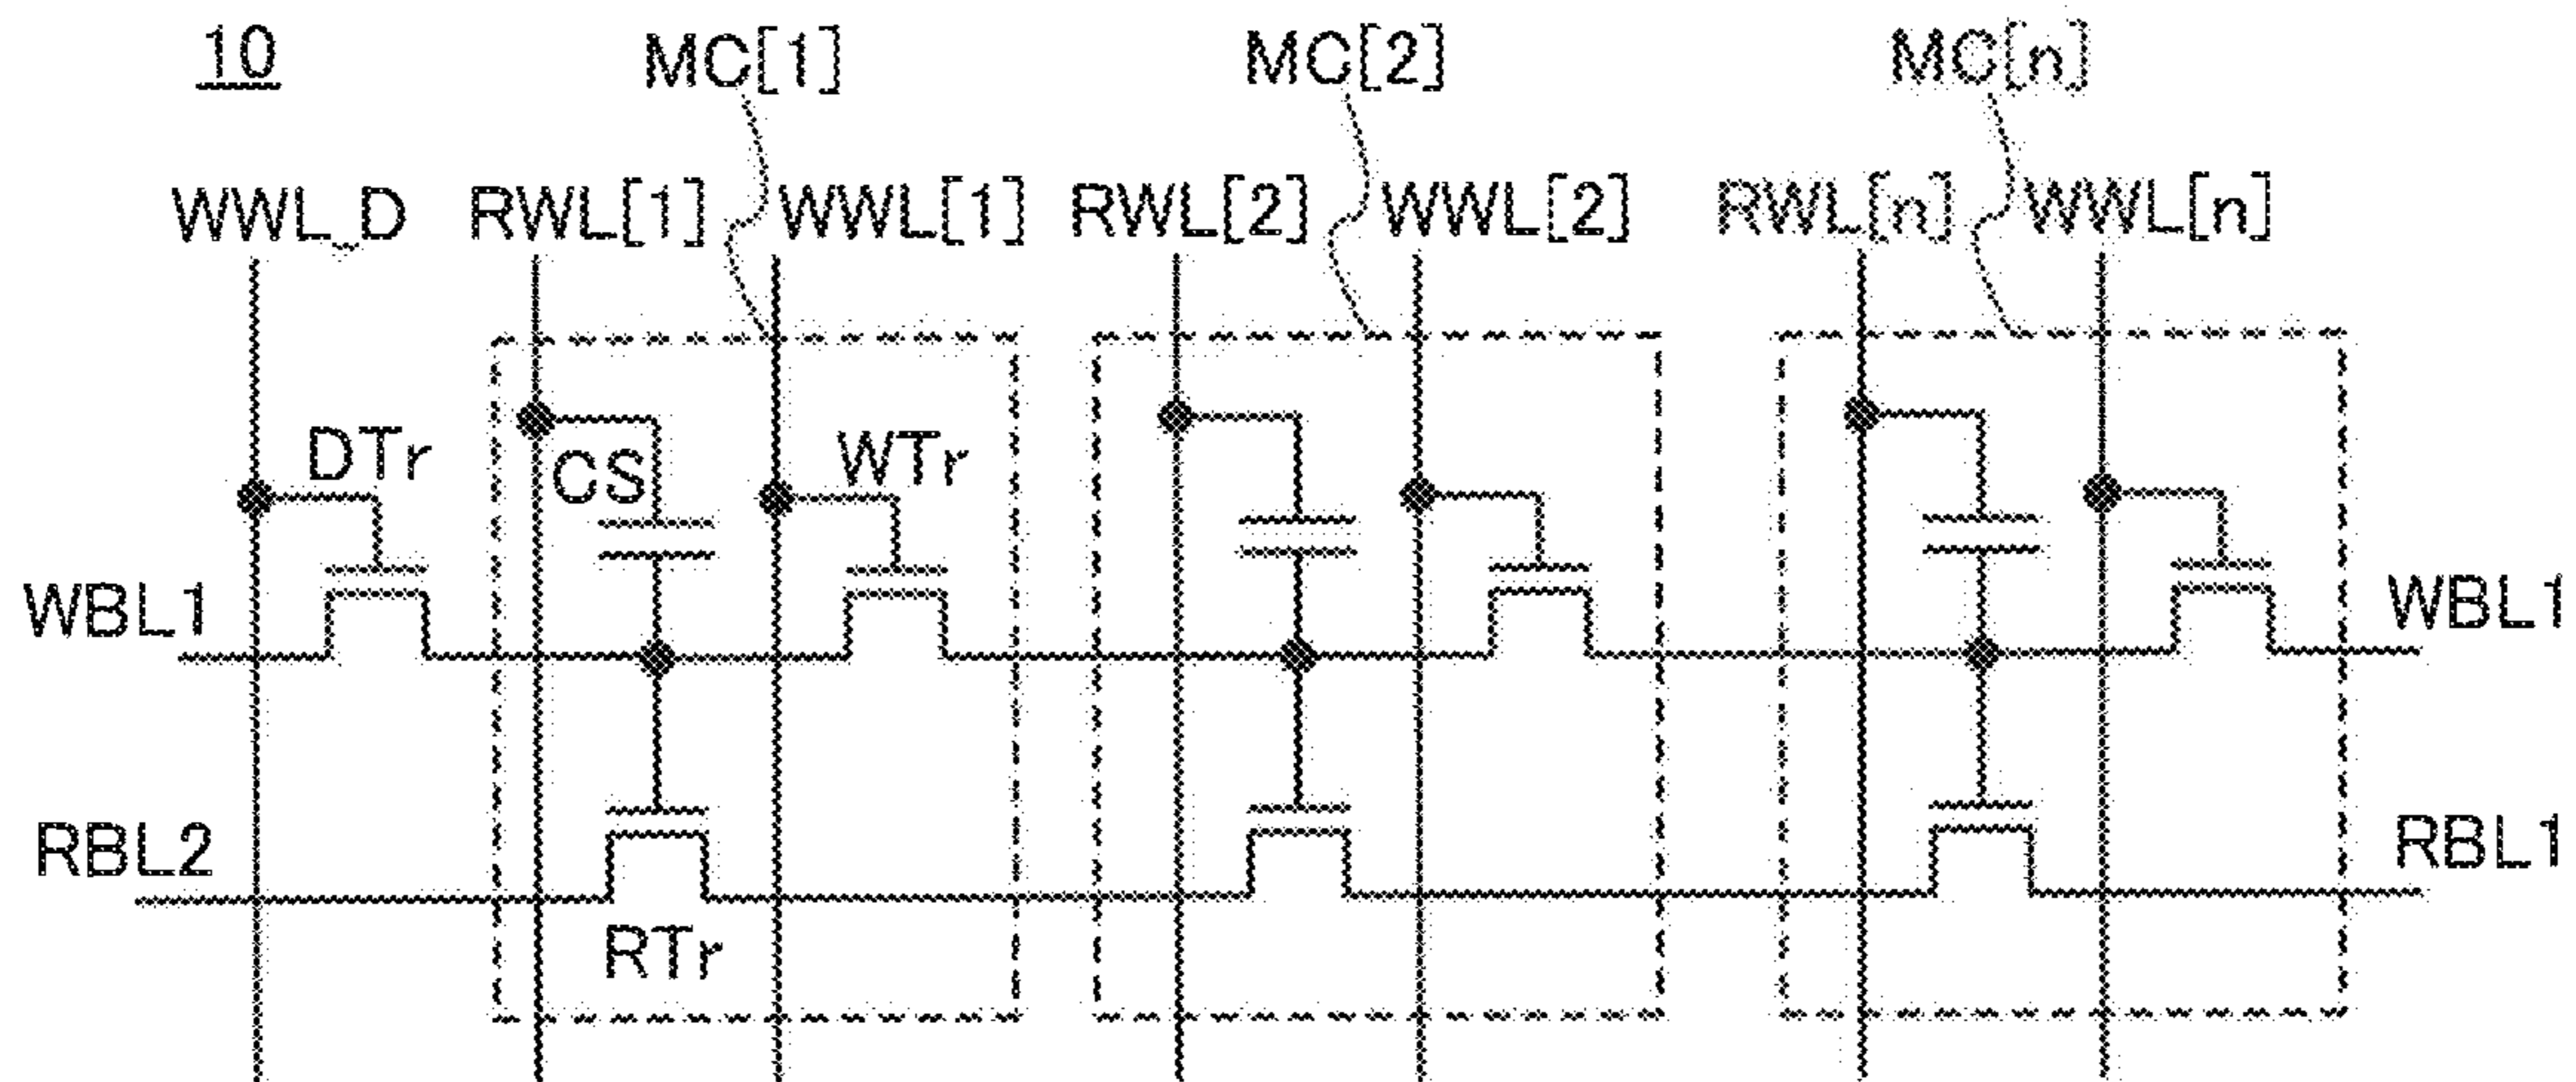 10 MC[1] MC[2] MC[n]
WWL_D RWL[1] WWL[1] RWL[2] WWL[2] RWL[n] WWL[n]
DTr CS WTr
WBL1 WBL1
RBL2 RBL1
RTr